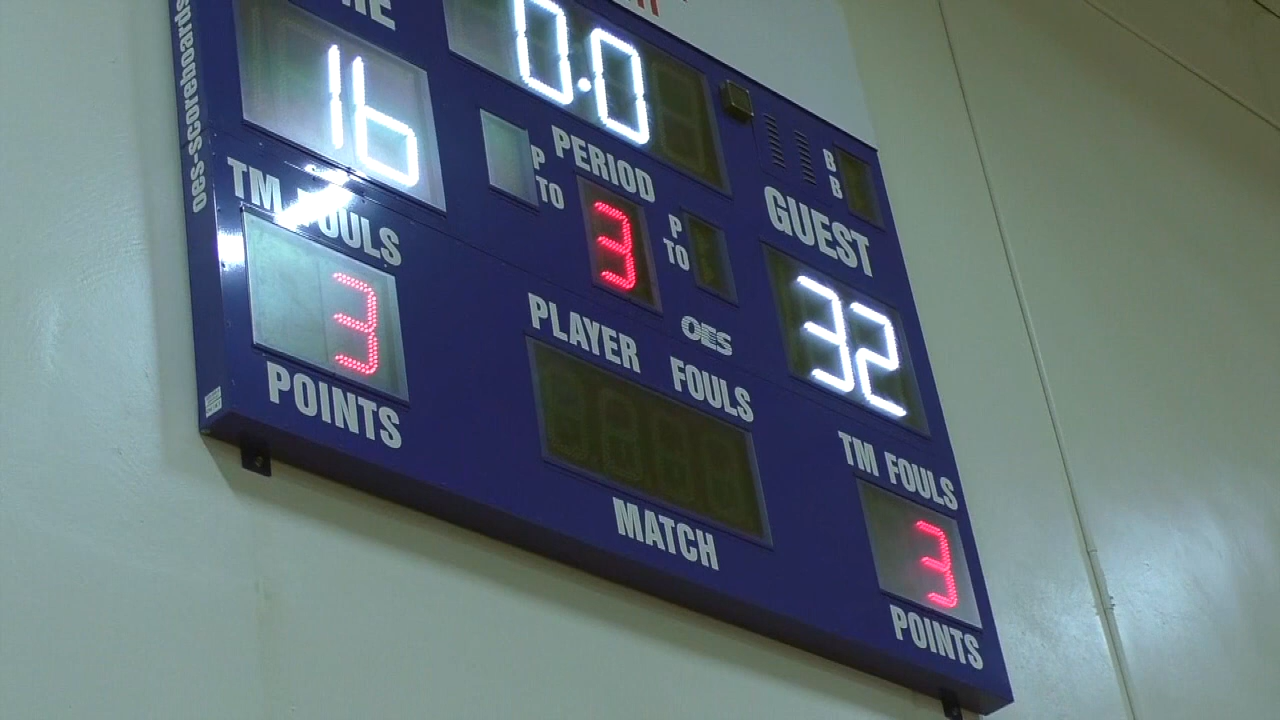 oes-scoreboards
16
0.0
PERIOD
P
TO
3
P
TO
B
B
GUEST
32
TM FOULS
3
POINTS
OES
PLAYER FOULS
MATCH
TM FOULS
3
POINTS